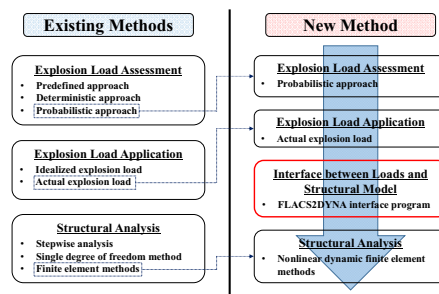 Existing Methods
Explosion Load Assessment
• Predefined approach
• Deterministic approach
• Probabilistic approach
Explosion Load Application
• Idealized explosion load
• Actual explosion load
Structural Analysis
• Stepwise analysis
• Single degree of freedom method
• Finite element methods
New Method
Explosion Load Assessment
• Probabilistic approach
Explosion Load Application
• Actual explosion load
Interface between Loads and
Structural Model
• FLACS2DYNA interface program
Structural Analysis
• Nonlinear dynamic finite element
methods